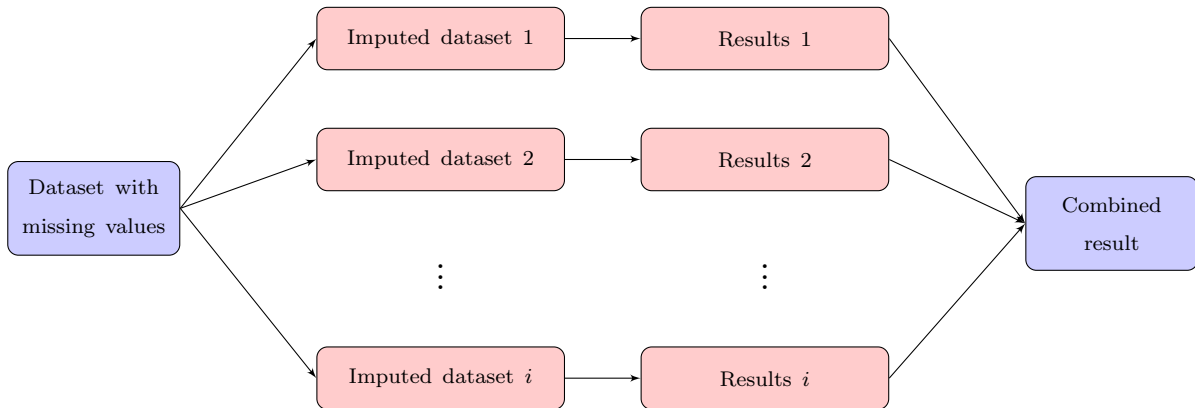 Imputed dataset 1
Results 1
Imputed dataset 2
Results 2
Dataset with
missing values
Combined
result
⋮
⋮
Imputed dataset i
Results i